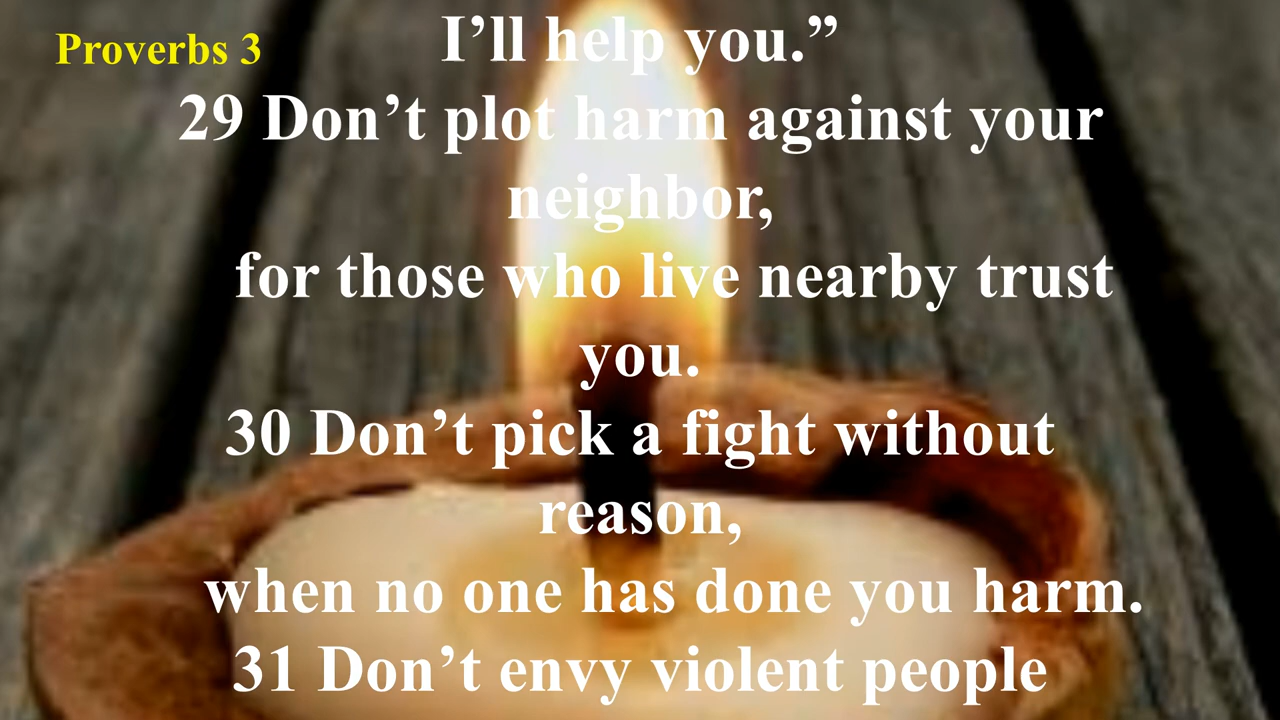 Proverbs 3
I’ll help you.”
29 Don’t plot harm against your
neighbor,
for those who live nearby trust
you.
30 Don’t pick a fight without
reason,
when no one has done you harm.
31 Don’t envy violent people